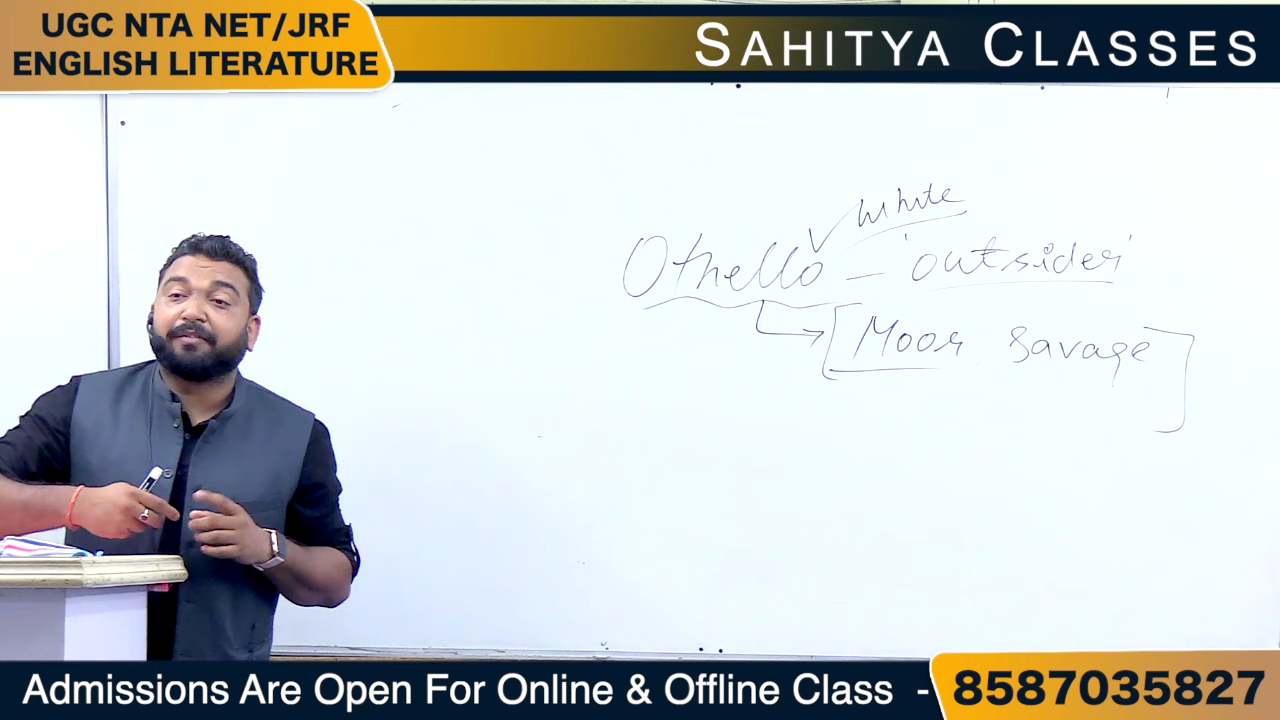 UGC NTA NET/JRF
ENGLISH LITERATURE
SAHITYA CLASSES
white
Othello - 'outsider'
[Moor savage]
Admissions Are Open For Online & Offline Class - 8587035827